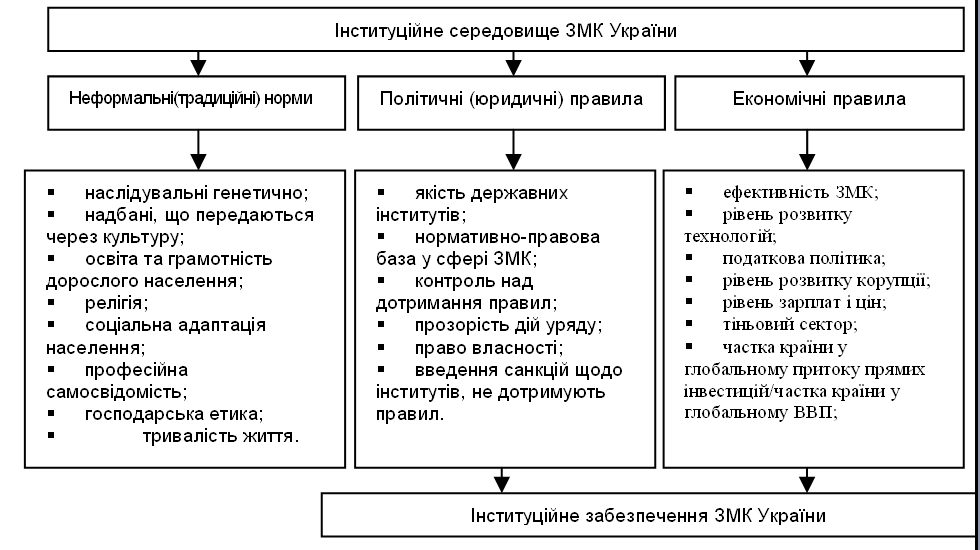 Інституційне середовище ЗМК України
Неформальні(традиційні) норми
Політичні (юридичні) правила
Економічні правила
▪ наслідувальні генетично;
▪ надбані, що передаються
через культуру;
▪ освіта та грамотність
дорослого населення;
▪ релігія;
▪ соціальна адаптація
населення;
▪ професійна
самосвідомість;
▪ господарська етика;
▪ тривалість життя.
▪ якість державних
інститутів;
▪ нормативно-правова
база у сфері ЗМК;
▪ контроль над
дотримання правил;
▪ прозорість дій уряду;
▪ право власності;
▪ введення санкцій щодо
інститутів, не дотримують
правил.
▪ ефективність ЗМК;
▪ рівень розвитку
технологій;
▪ податкова політика;
▪ рівень розвитку корупції;
▪ рівень зарплат і цін;
▪ тіньовий сектор;
▪ частка країни у
глобальному притоку прямих
інвестицій/частка країни у
глобальному ВВП;
Інституційне забезпечення ЗМК України